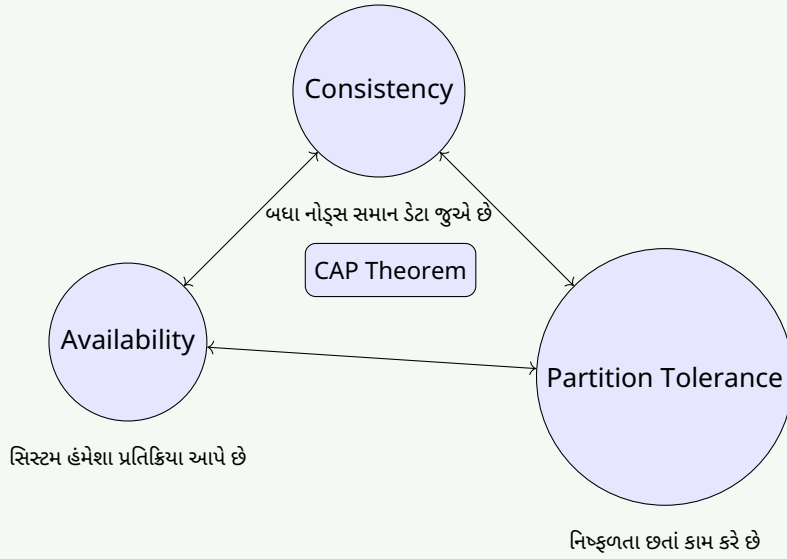 Consistency
બધા નોડ્સ સમાન ડેટા જુએ છે
CAP Theorem
Availability
Partition Tolerance
સિસ્ટમ હંમેશા પ્રતિક્રિયા આપે છે
નિષ્ફળતા છતાં કામ કરે છે